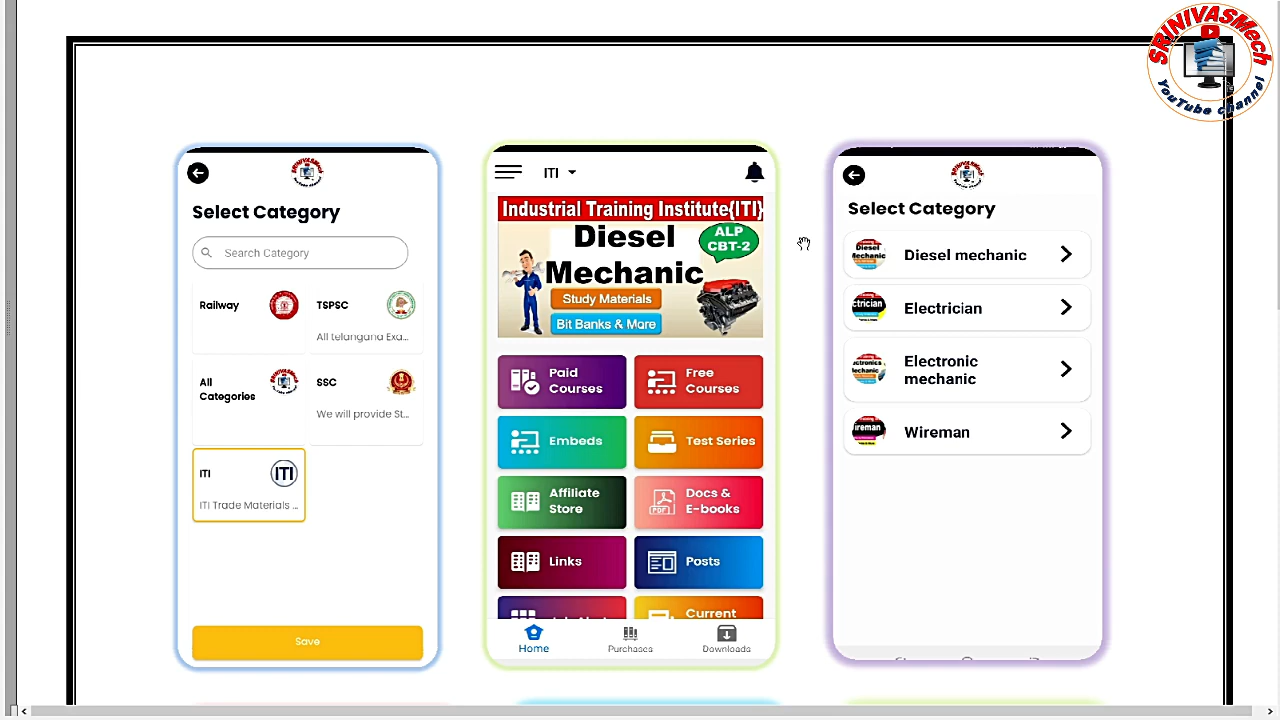 SRINIVASMech
YouTube channel
Select Category
Search Category
Railway
TSPSC
All telangana Exa...
All
Categories
SSC
We will provide St...
ITI
ITI
ITI Trade Materials ...
Save
ITI
Industrial Training Institute{ITI}
Diesel
Mechanic
ALP
CBT-2
Study Materials
Bit Banks & More
Paid
Courses
Free
Courses
Embeds
Test Series
Affiliate
Store
Docs &
E-books
PDF
Links
Posts
Current
Home
Purchases
Downloads
Select Category
Diesel mechanic
Electrician
Electronic
mechanic
Wireman